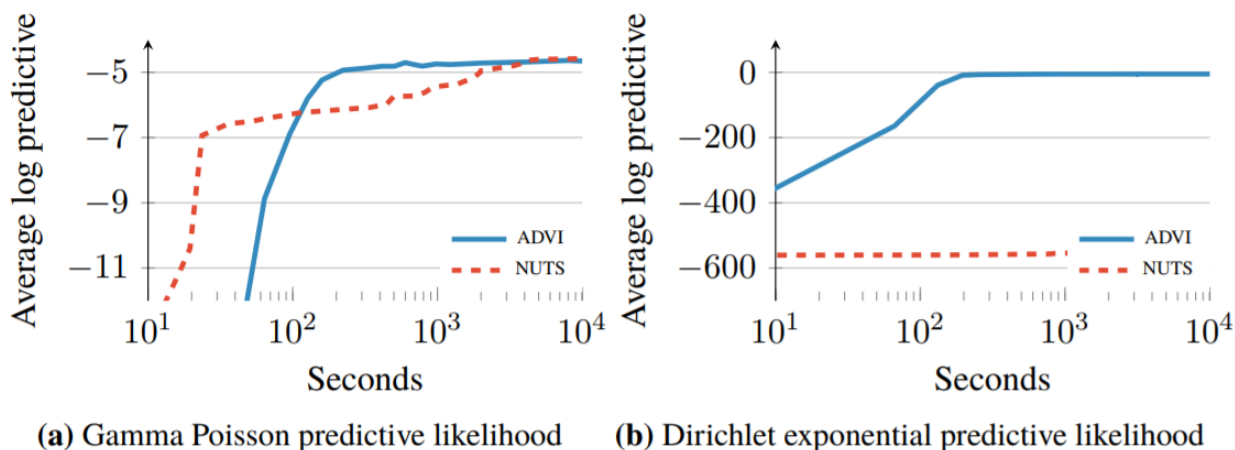 Average log predictive
−5
−7
−9
−11
ADVI
NUTS
10^1
10^2
10^3
10^4
Seconds
(a) Gamma Poisson predictive likelihood
Average log predictive
0
−200
−400
−600
ADVI
NUTS
10^1
10^2
10^3
10^4
Seconds
(b) Dirichlet exponential predictive likelihood